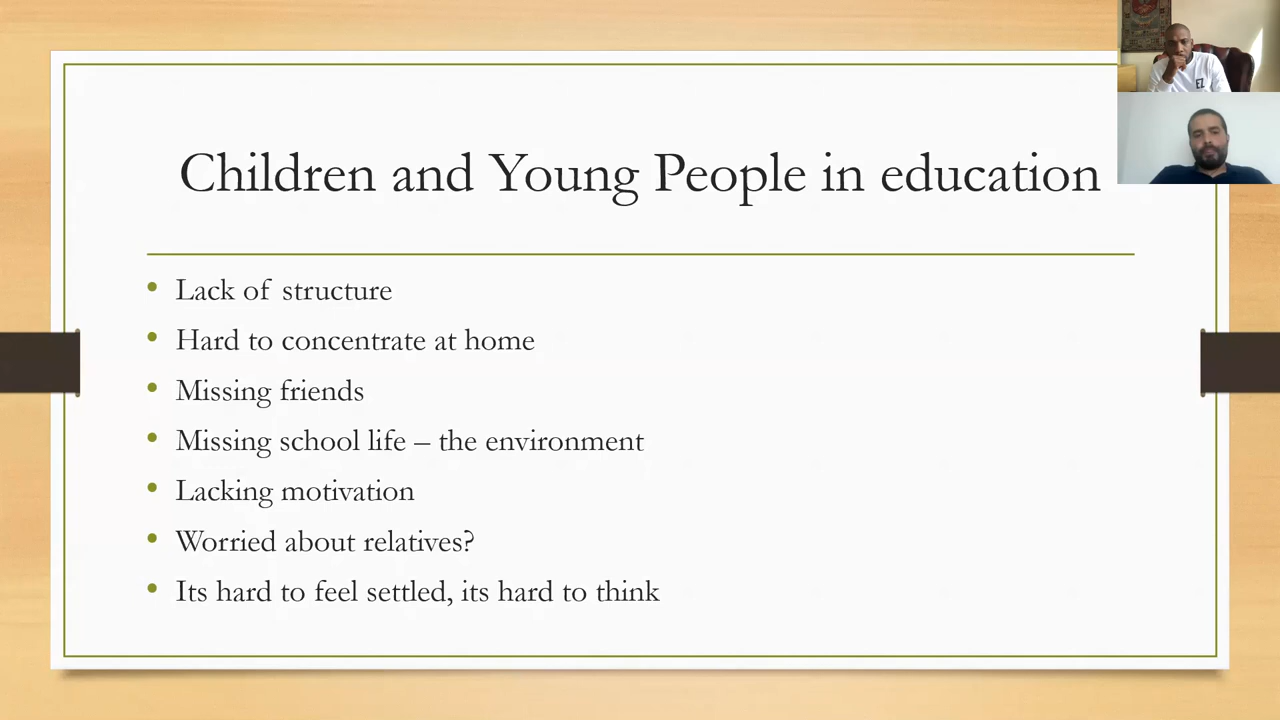 Children and Young People in education
Lack of structure
Hard to concentrate at home
Missing friends
Missing school life – the environment
Lacking motivation
Worried about relatives?
Its hard to feel settled, its hard to think
EZ